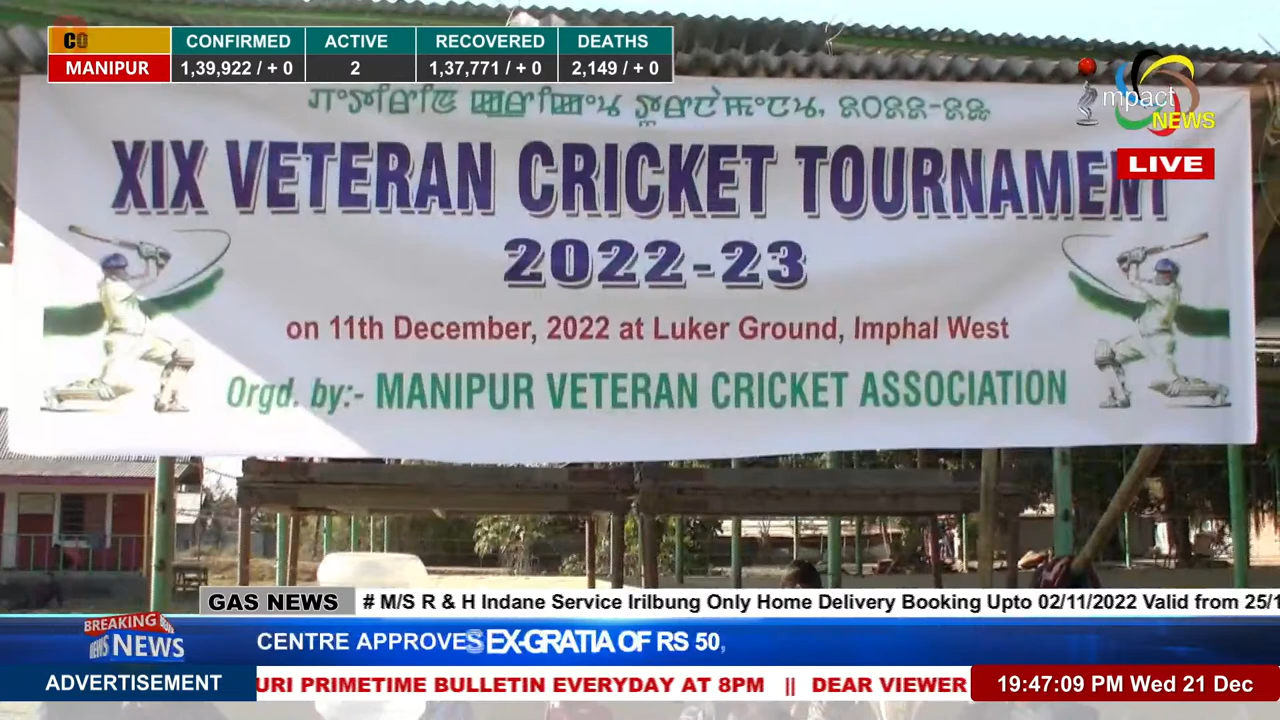 CO CONFIRMED ACTIVE RECOVERED DEATHS
MANIPUR 1,39,922 / + 0 2 1,37,771 / + 0 2,149 / + 0
mpact
NEWS
LIVE
XIX VETERAN CRICKET TOURNAMENT
2022-23
on 11th December, 2022 at Luker Ground, Imphal West
Orgd. by:- MANIPUR VETERAN CRICKET ASSOCIATION
GAS NEWS # M/S R & H Indane Service Irilbung Only Home Delivery Booking Upto 02/11/2022 Valid from 25/1
BREAKING NEWS
NEWS CENTRE APPROVES EX-GRATIA OF RS 50,
ADVERTISEMENT URI PRIMETIME BULLETIN EVERYDAY AT 8PM || DEAR VIEWER 19:47:09 PM Wed 21 Dec